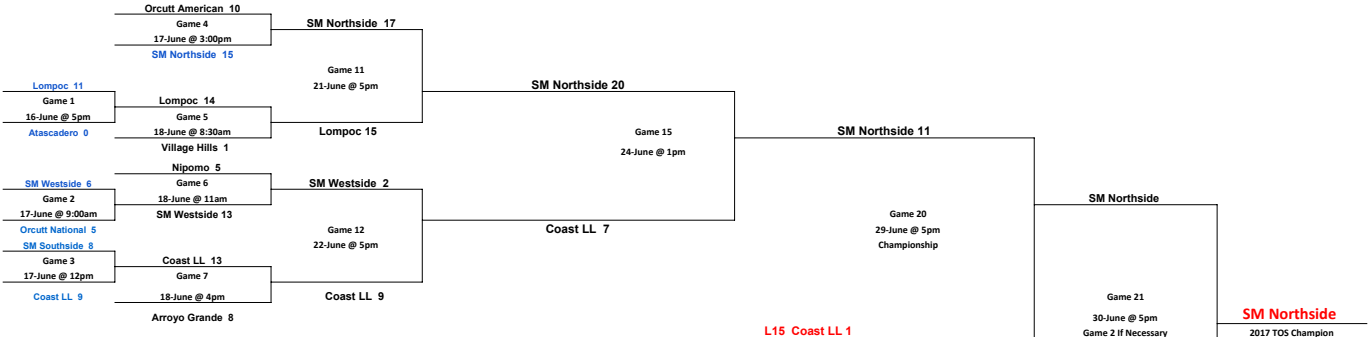 Orcutt American 10
Game 4
17-June @ 3:00pm
SM Northside 15
SM Northside 17
Game 11
21-June @ 5pm
Lompoc 11
Game 1
16-June @ 5pm
Atascadero 0
Lompoc 14
Game 5
18-June @ 8:30am
Village Hills 1
Lompoc 15
SM Northside 20
Game 15
24-June @ 1pm
SM Northside 11
Nipomo 5
Game 6
18-June @ 11am
SM Westside 13
SM Westside 6
Game 2
17-June @ 9:00am
Orcutt National 5
SM Westside 2
Game 12
22-June @ 5pm
Coast LL 7
SM Southside 8
Game 3
17-June @ 12pm
Coast LL 9
Coast LL 13
Game 7
18-June @ 4pm
Arroyo Grande 8
Coast LL 9
Game 20
29-June @ 5pm
Championship
L15 Coast LL 1
SM Northside
Game 21
30-June @ 5pm
Game 2 If Necessary
SM Northside
2017 TOS Champion